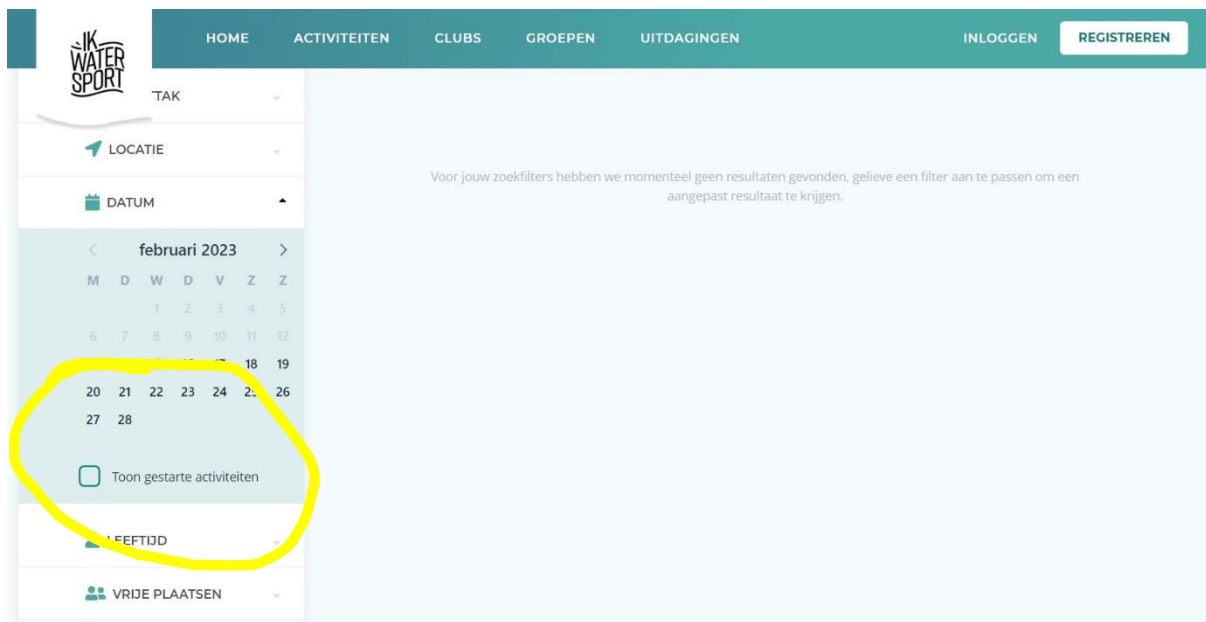 IK
WATER
SPORT
HOME ACTIVITEITEN CLUBS GROEPEN UITDAGINGEN INLOGGEN REGISTREREN
TAK
LOCATIE
DATUM
Voor jouw zoekfilters hebben we momenteel geen resultaten gevonden, gelieve een filter aan te passen om een
aangepast resultaat te krijgen.
februari 2023
M D W D V Z Z
1 2 3 4 5
6 7 8 9 10 11 12
18 19
20 21 22 23 24 25 26
27 28
Toon gestarte activiteiten
LEEFTIJD
VRIJE PLAATSEN